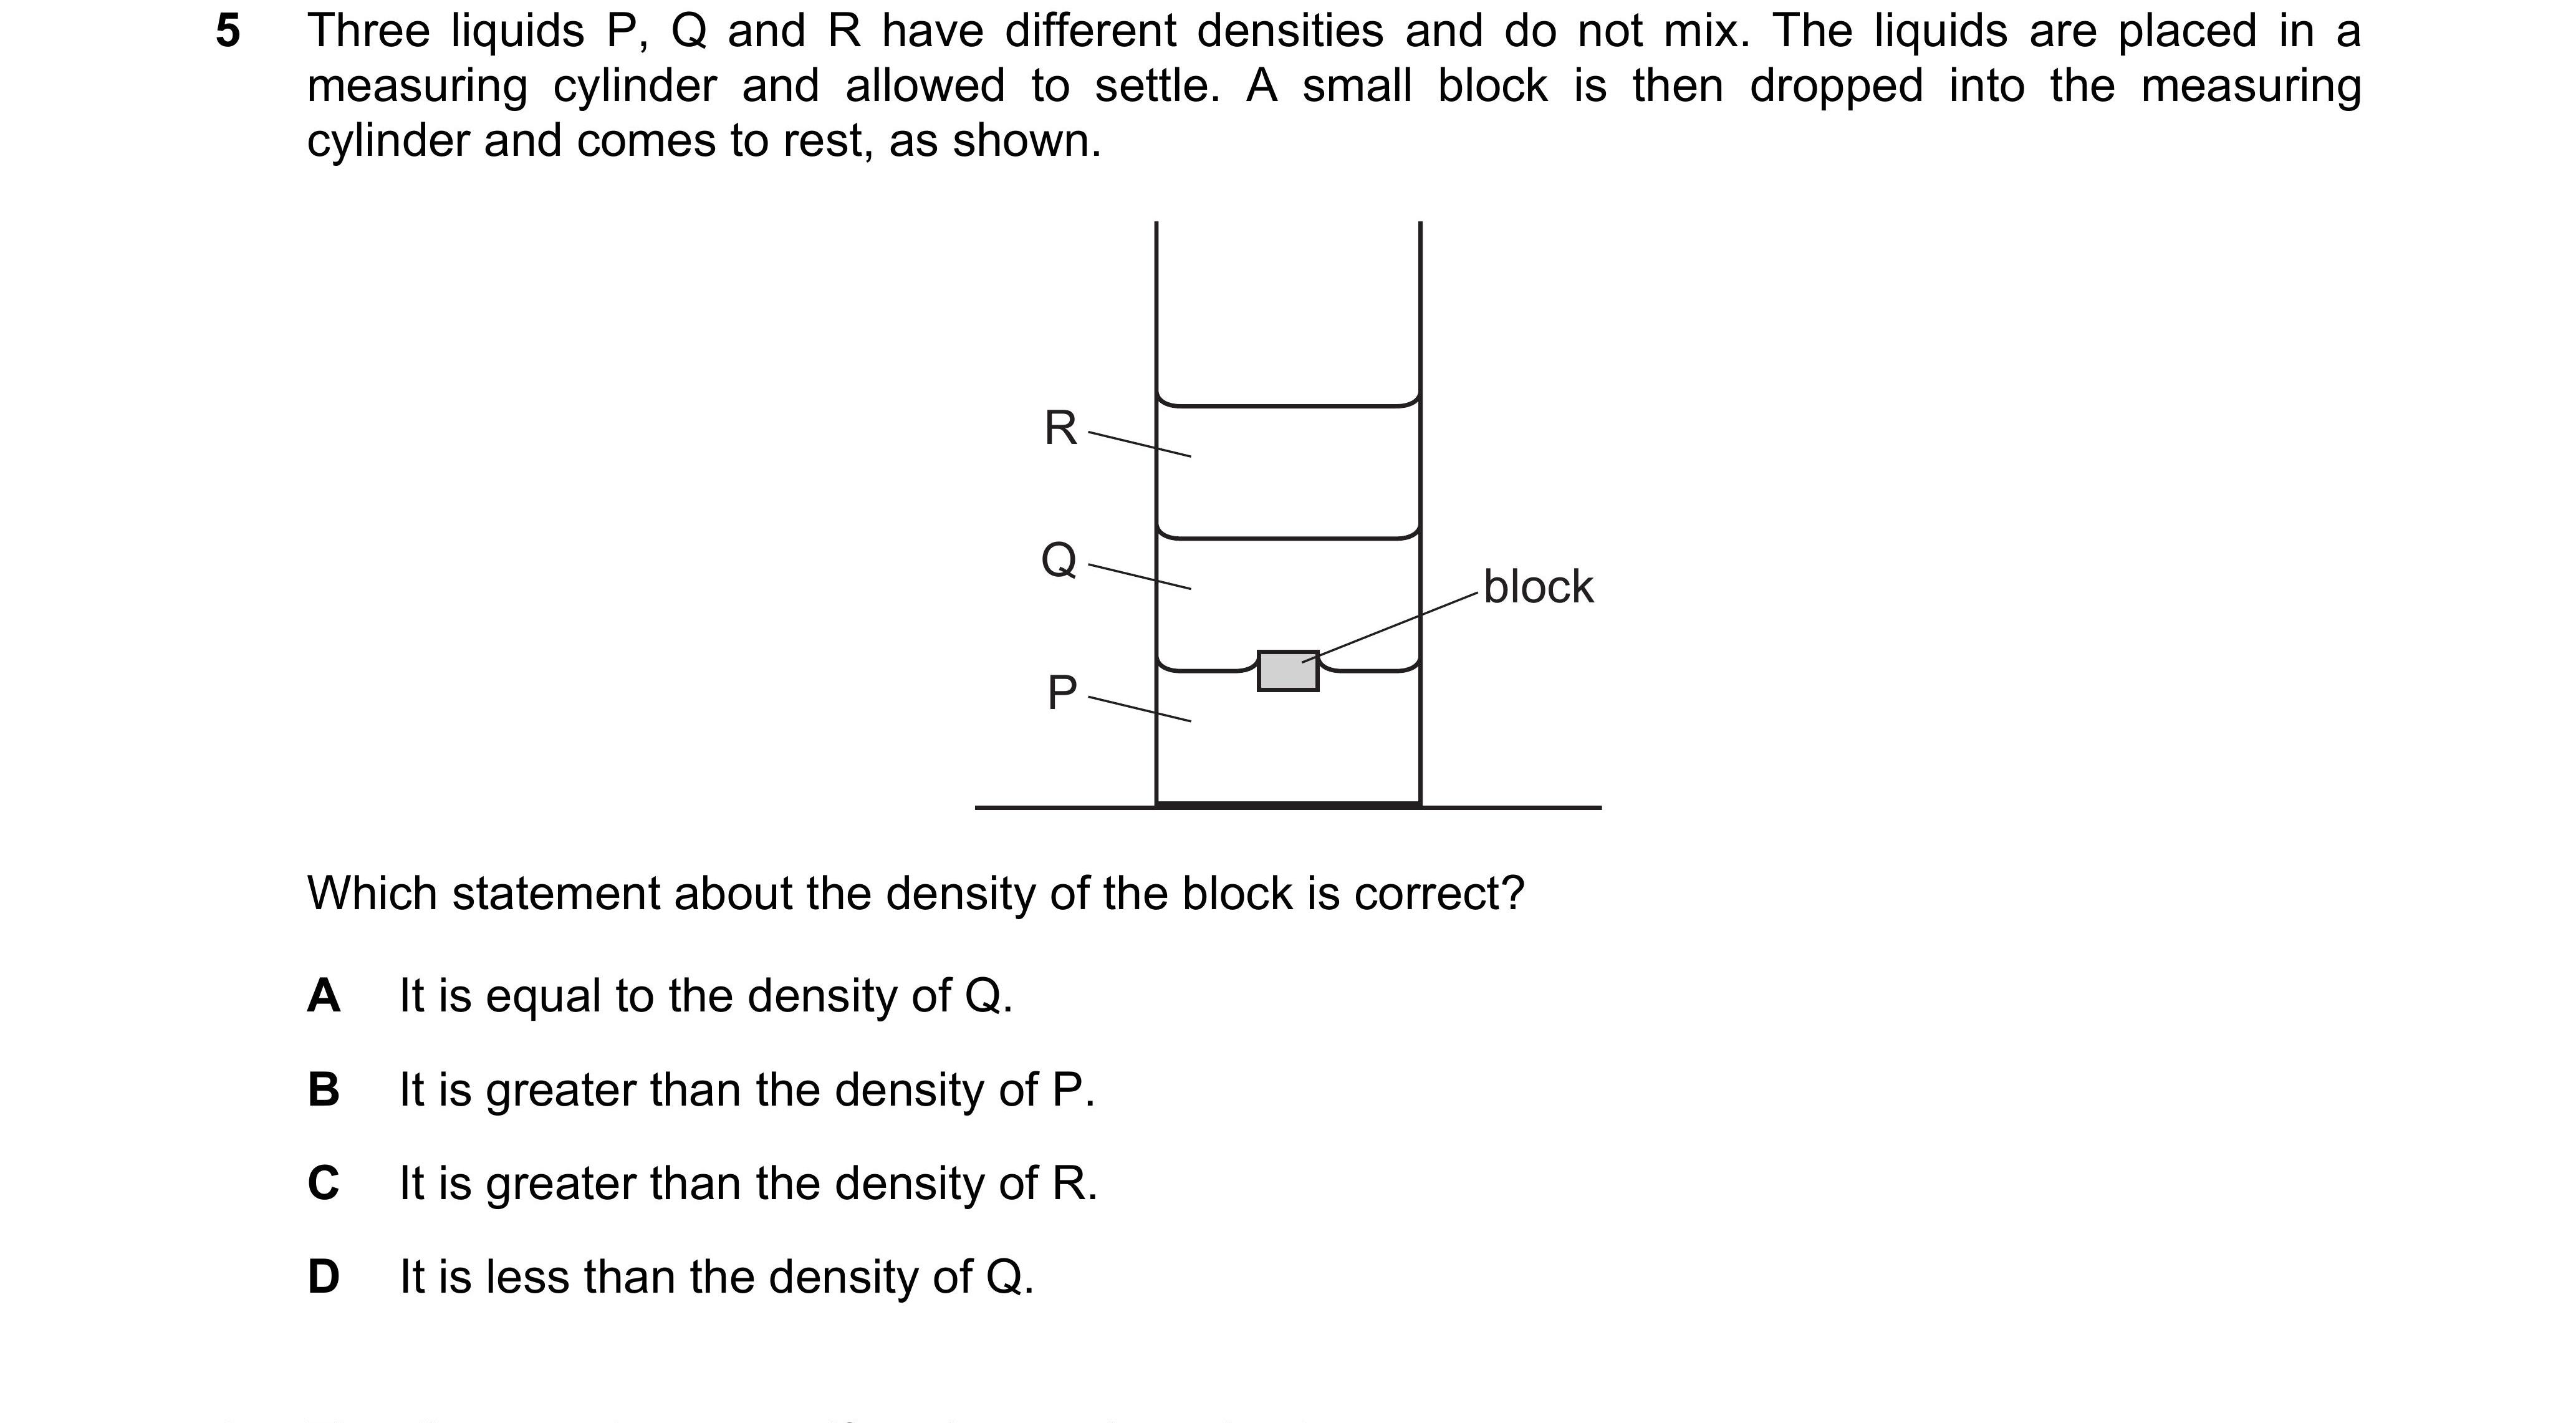 5 Three liquids P, Q and R have different densities and do not mix. The liquids are placed in a
measuring cylinder and allowed to settle. A small block is then dropped into the measuring
cylinder and comes to rest, as shown.
R
Q
block
P
Which statement about the density of the block is correct?
A It is equal to the density of Q.
B It is greater than the density of P.
C It is greater than the density of R.
D It is less than the density of Q.